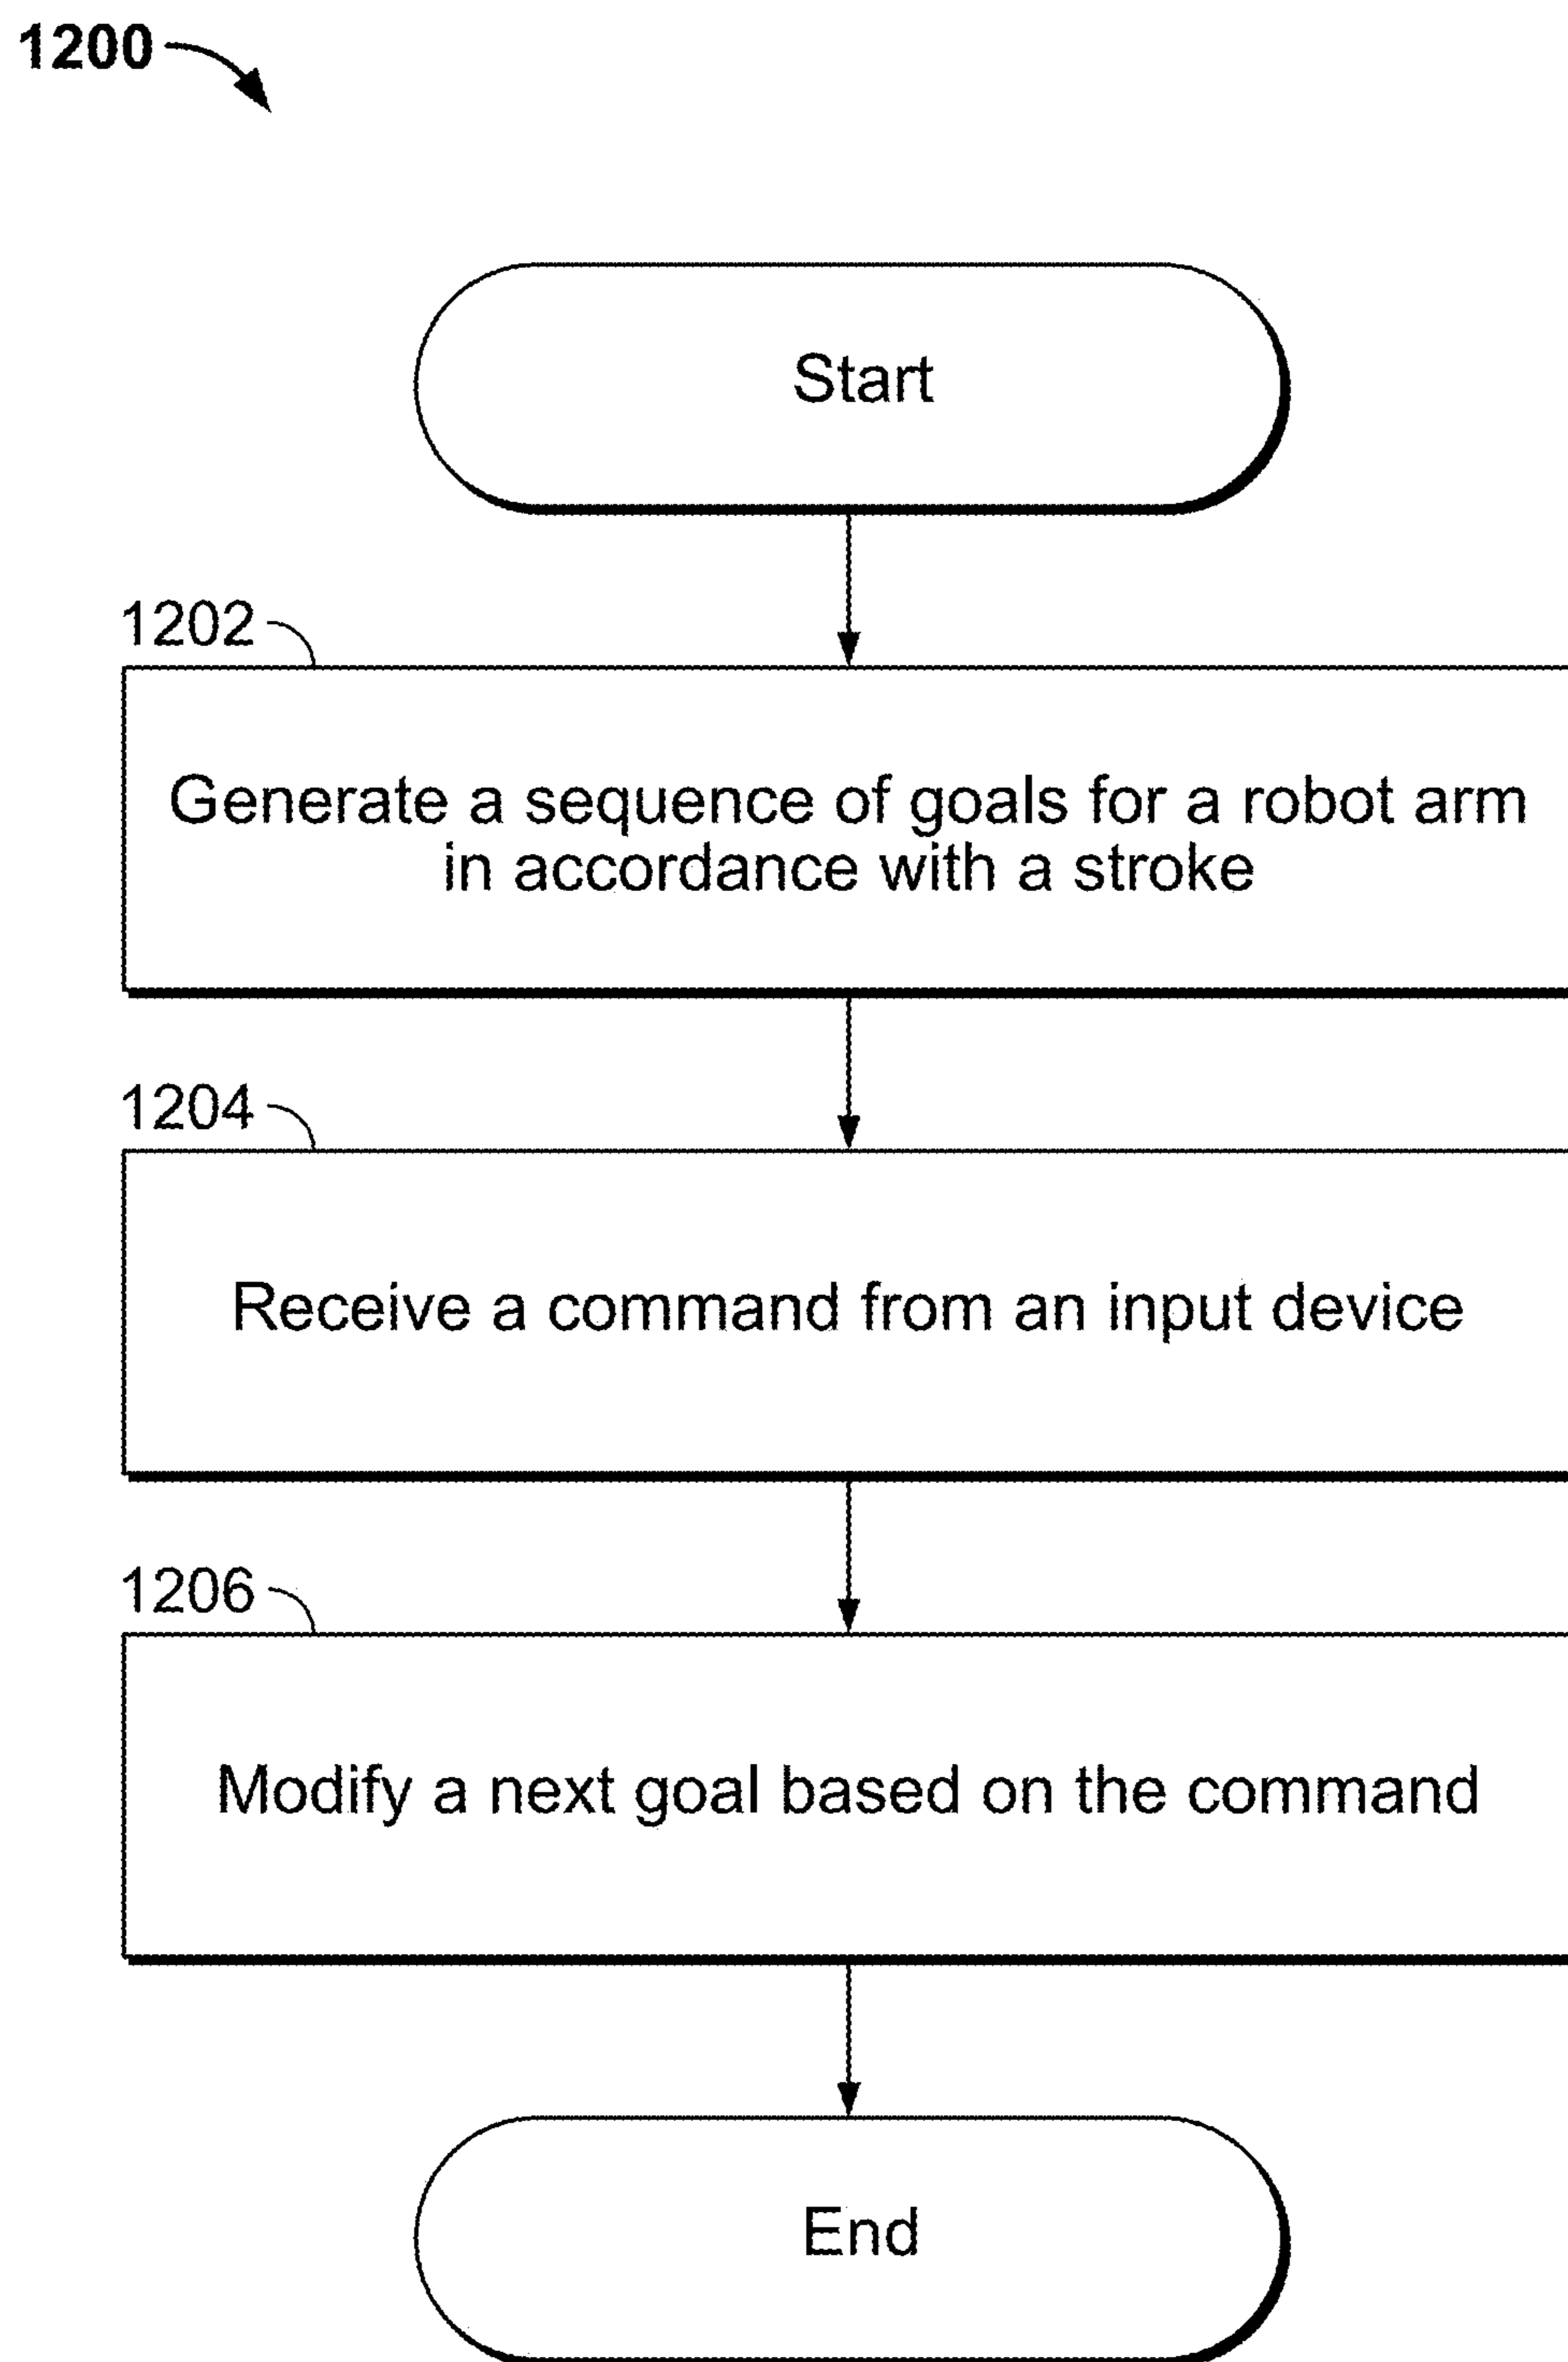 1200
Start
1202
Generate a sequence of goals for a robot arm
in accordance with a stroke
1204
Receive a command from an input device
1206
Modify a next goal based on the command
End